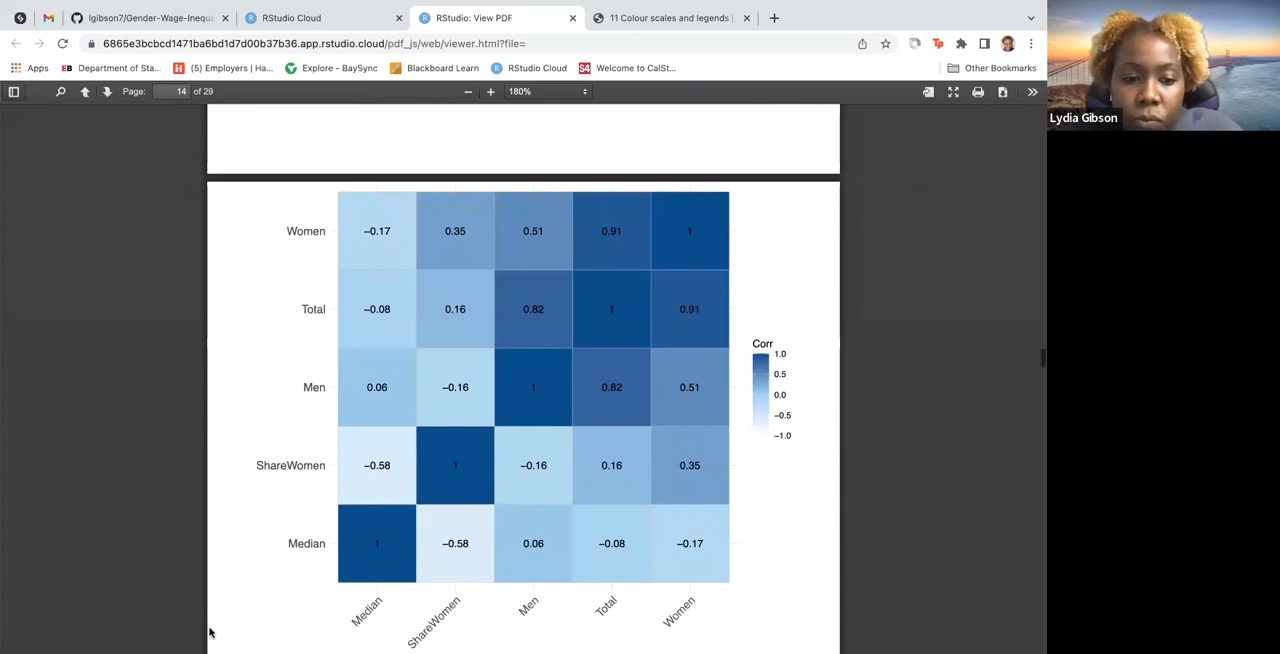 lgibson7/Gender-Wage-Inequ
RStudio Cloud
RStudio: View PDF
11 Colour scales and legends
6865e3bcbcd1471ba6bd1d7d00b37b36.app.rstudio.cloud/pdf_js/web/viewer.html?file=
Apps
EB Department of Sta...
(5) Employers | Ha...
Explore - BaySync
Blackboard Learn
RStudio Cloud
S4 Welcome to CalSt...
Other Bookmarks
Page: 14 of 29
180%
Lydia Gibson
Women −0.17 0.35 0.51 0.91 1
Total −0.08 0.16 0.82 1 0.91
Men 0.06 −0.16 1 0.82 0.51
ShareWomen −0.58 1 −0.16 0.16 0.35
Median 1 −0.58 0.06 −0.08 −0.17
Median
ShareWomen
Men
Total
Women
Corr
1.0
0.5
0.0
−0.5
−1.0